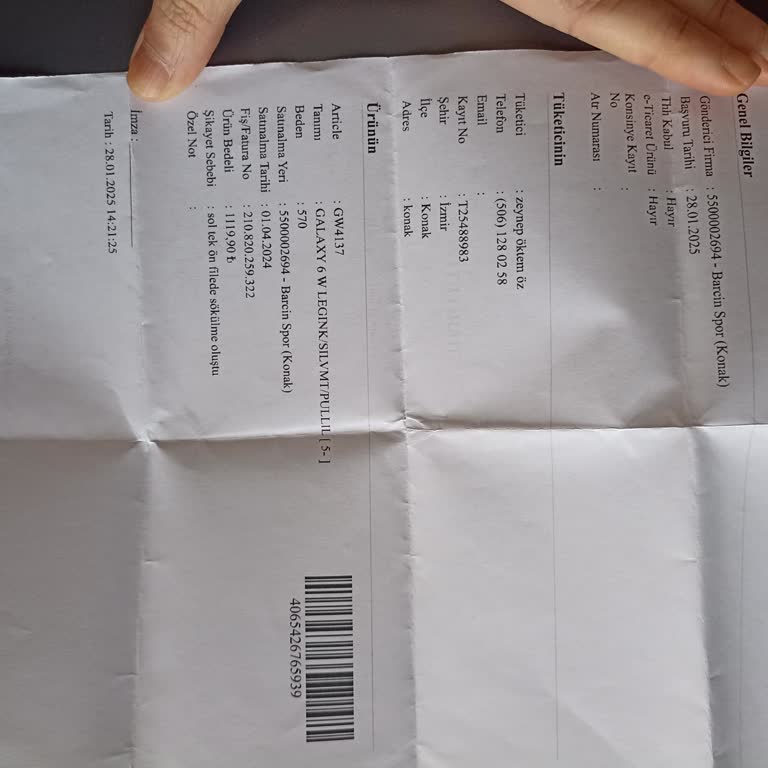 Genel Bilgiler
Gönderici Firma : 5500002694 - Barcin Spor (Konak)
Başvuru Tarihi : 28.01.2025
Thh Kabul : Hayır
e-Ticaret Ürünü : Hayır
Konsinye Kayıt No :
Atr Numarası :
Tüketicinin
Tüketici : zeynep öktem öz
Telefon : (506) 128 02 58
Email :
Kayıt No : T25488983
Şehir : İzmir
İlçe : Konak
Adres : konak
Ürünün
Article : GW4137
Tanımı : GALAXY 6 W LEGINK/SILVMT/PULLIL [ 5- ]
Beden : 570
Satınalma Yeri : 5500002694 - Barcin Spor (Konak)
Satınalma Tarihi : 01.04.2024
Fiş/Fatura No : 210.820.259.322
Ürün Bedeli : 1119,90 ₺
Şikayet Sebebi : sol tek ön filede sökülme oluştu
Özel Not :
4065426765939
İmza :
Tarih : 28.01.2025 14:21:25